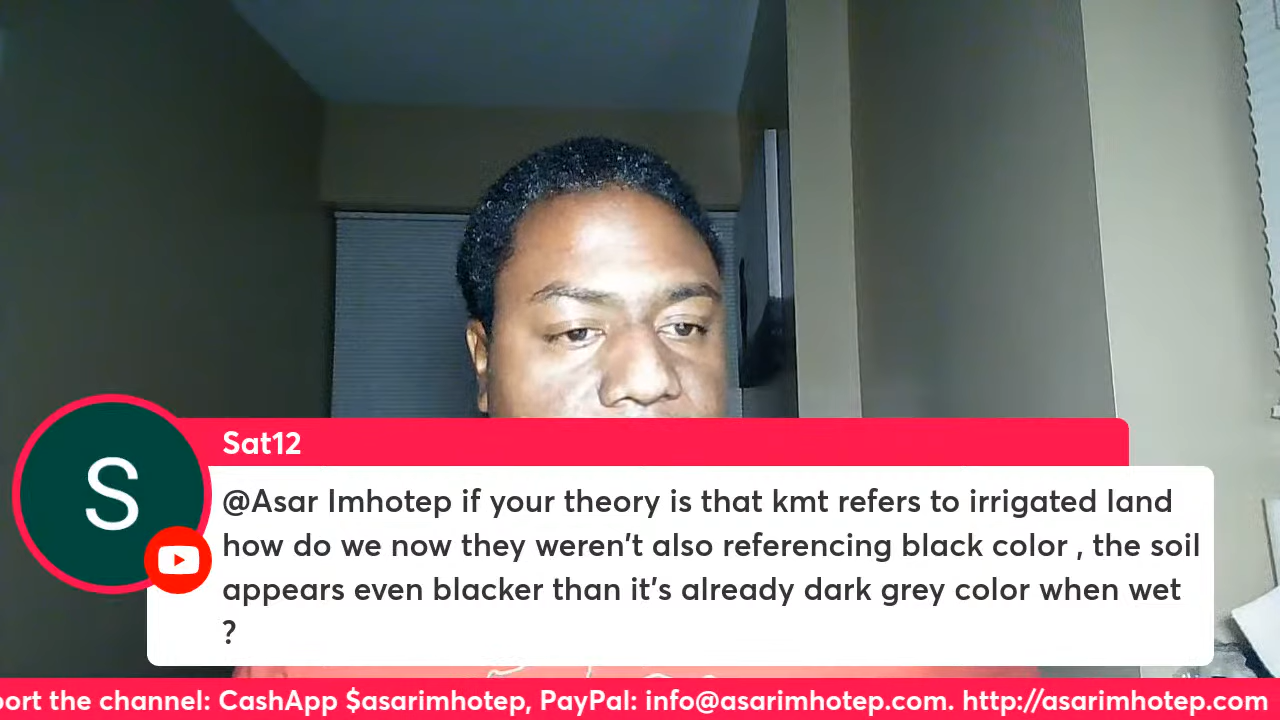 Sat12
@Asar Imhotep if your theory is that kmt refers to irrigated land
how do we now they weren't also referencing black color , the soil
appears even blacker than it's already dark grey color when wet
?
S
port the channel: CashApp $asarimhotep, PayPal: info@asarimhotep.com. http://asarimhotep.com